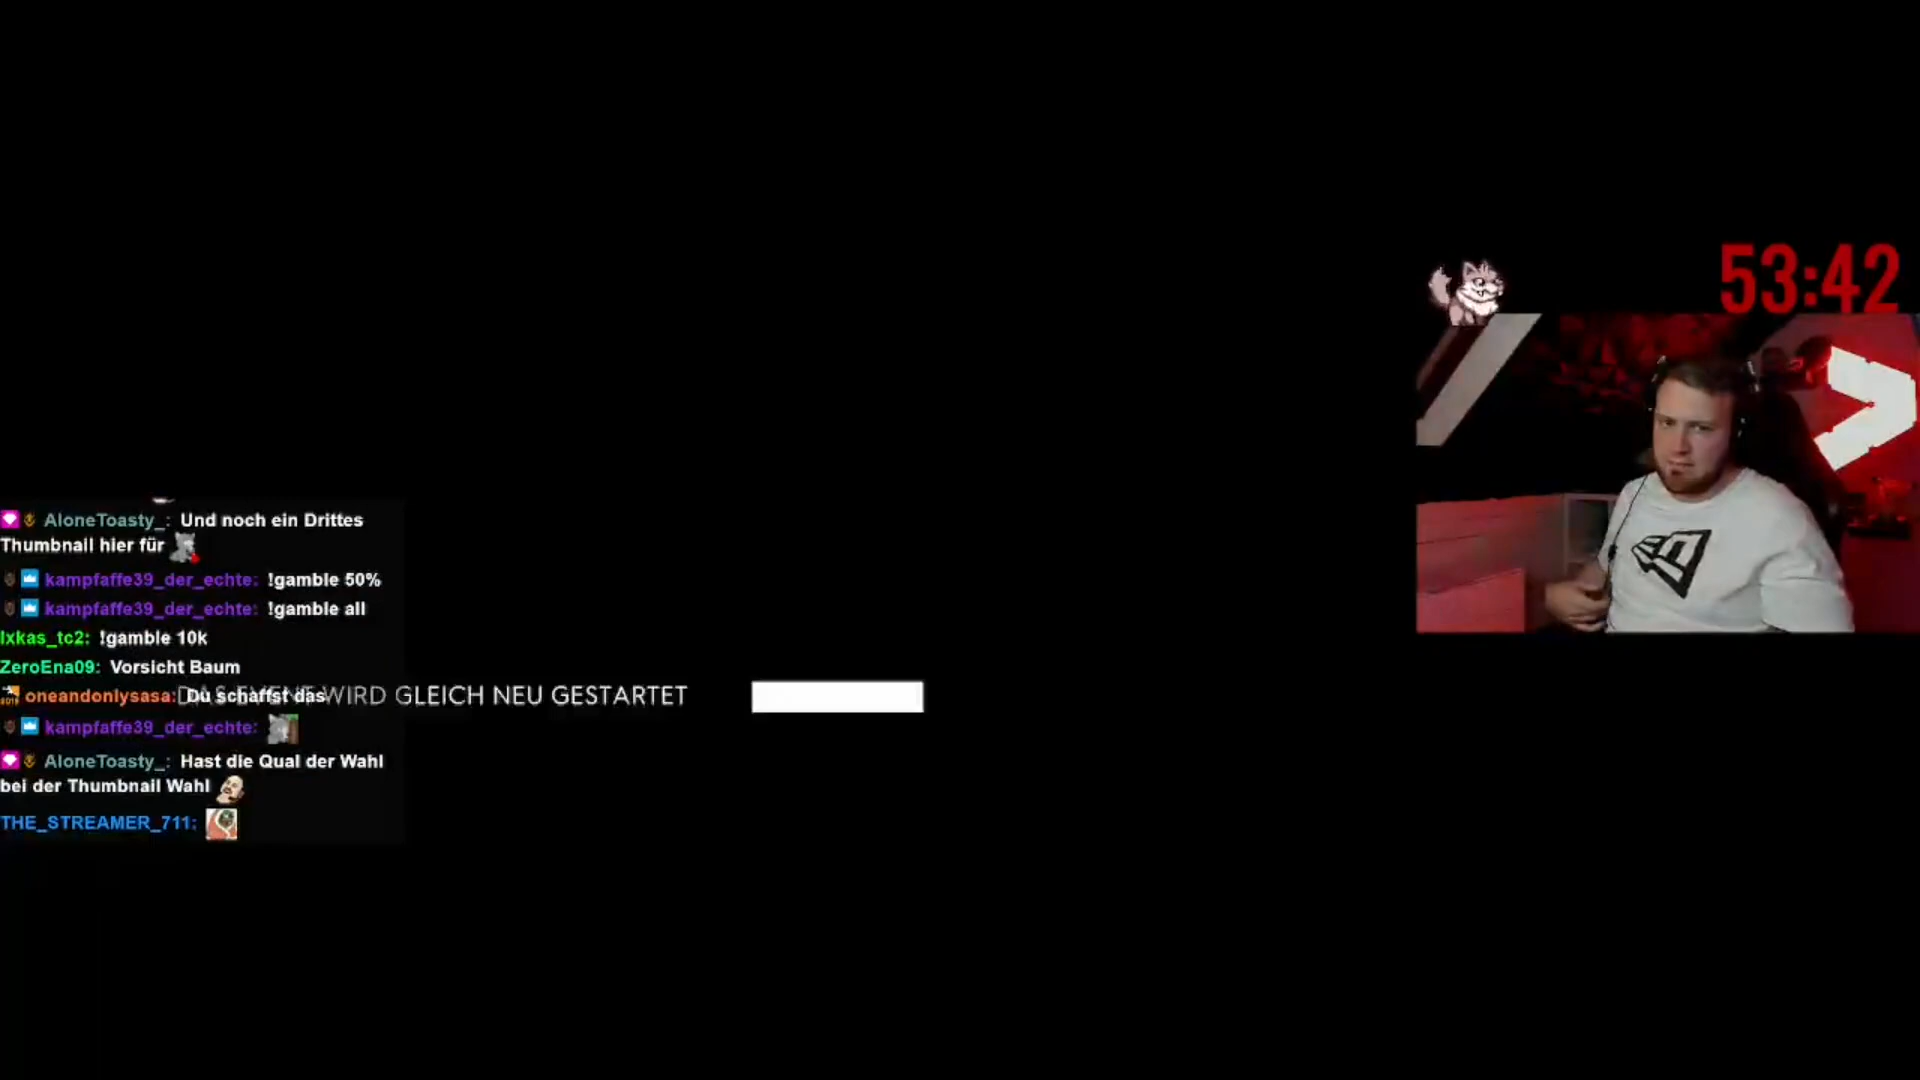 53:42
AloneToasty_: Und noch ein Drittes
Thumbnail hier für
kampfaffe39_der_echte: !gamble 50%
kampfaffe39_der_echte: !gamble all
lxkas_tc2: !gamble 10k
ZeroEna09: Vorsicht Baum
oneandonlysasa: Du schaffst das
DAS EVENT WIRD GLEICH NEU GESTARTET
kampfaffe39_der_echte:
AloneToasty_: Hast die Qual der Wahl
bei der Thumbnail Wahl
THE_STREAMER_711: